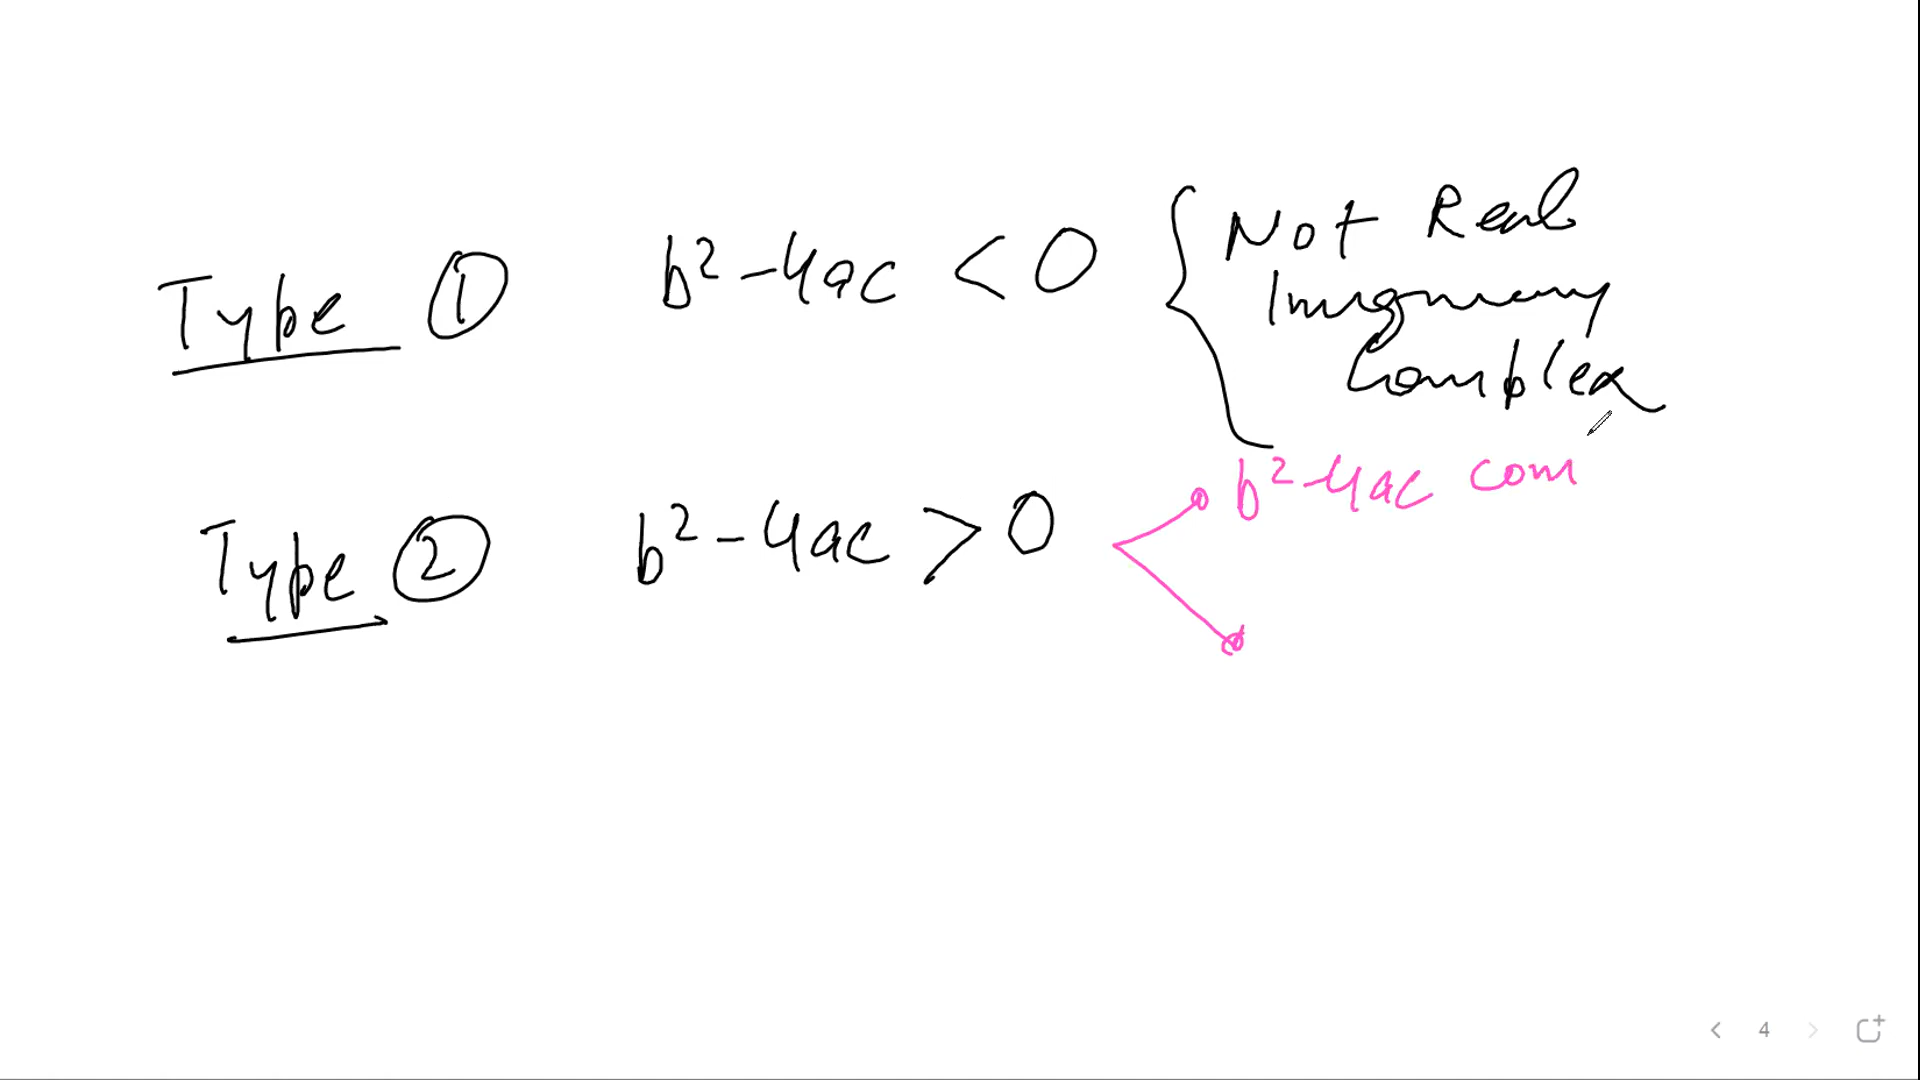 Type ① b²-4ac < 0 { Not Real
Imaginary
Complex
Type ② b²-4ac > 0
b²-4ac com
4